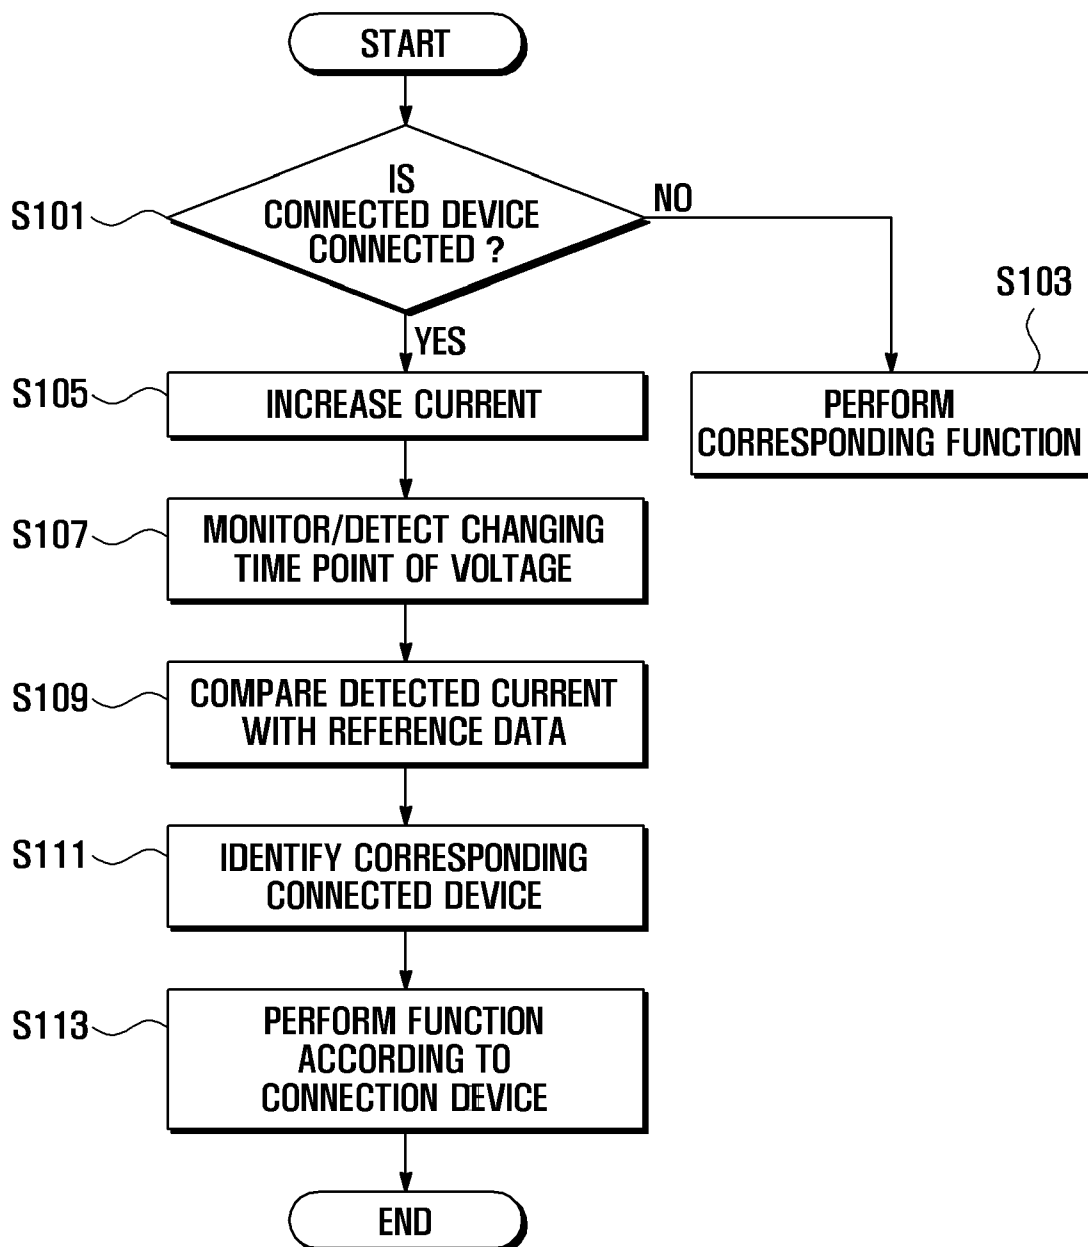 START
IS
CONNECTED DEVICE
CONNECTED ?
S101
NO
S103
YES
S105
INCREASE CURRENT
PERFORM
CORRESPONDING FUNCTION
S107
MONITOR/DETECT CHANGING
TIME POINT OF VOLTAGE
S109
COMPARE DETECTED CURRENT
WITH REFERENCE DATA
S111
IDENTIFY CORRESPONDING
CONNECTED DEVICE
S113
PERFORM FUNCTION
ACCORDING TO
CONNECTION DEVICE
END